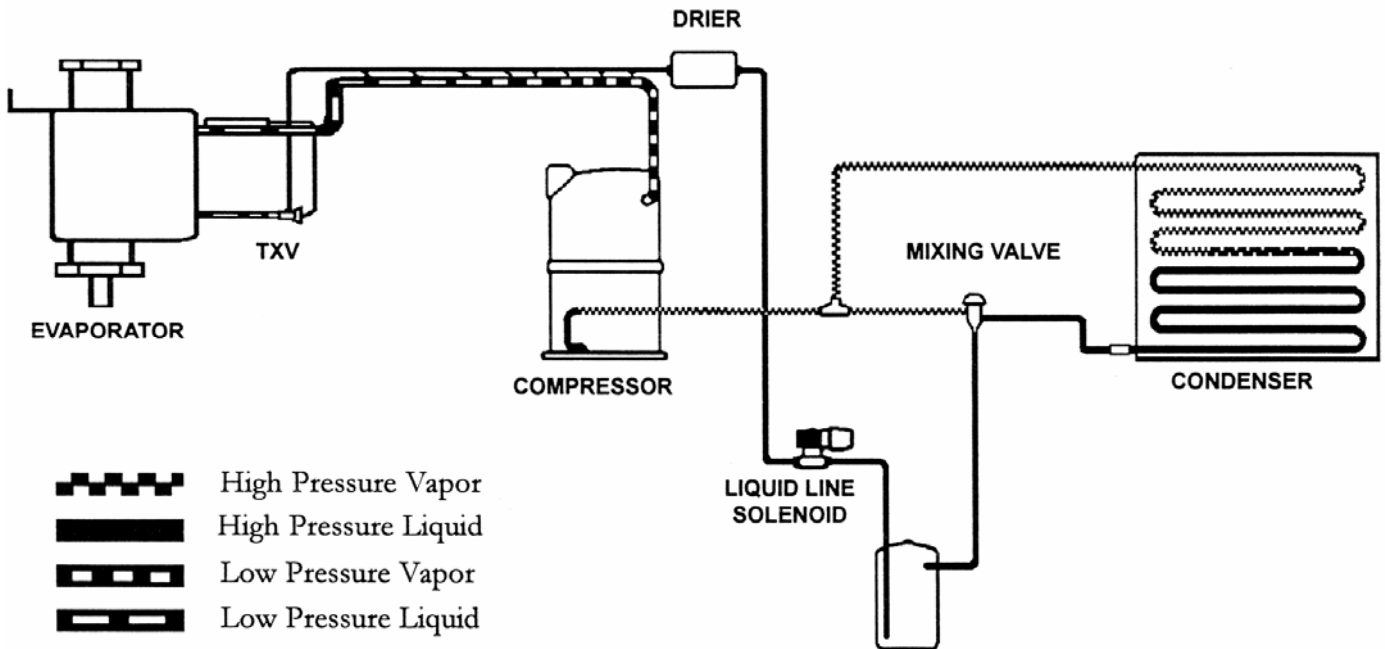 DRIER
TXV
EVAPORATOR
COMPRESSOR
MIXING VALVE
CONDENSER
LIQUID LINE
SOLENOID
High Pressure Vapor
High Pressure Liquid
Low Pressure Vapor
Low Pressure Liquid